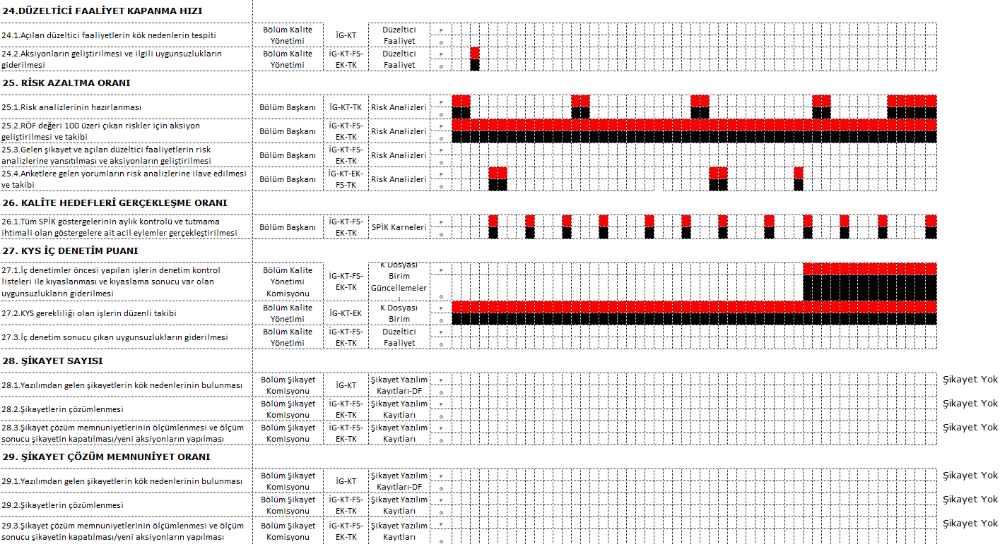 24.DÜZELTİCİ FAALİYET KAPANMA HIZI
24.1.Açılan düzeltici faaliyetlerin kök nedenlerin tespiti
Bölüm Kalite
Yönetimi
İG-KT
Düzeltici
Faaliyet
P
G
24.2.Aksiyonların geliştirilmesi ve ilgili uygunsuzlukların
giderilmesi
Bölüm Kalite
Yönetimi
İG-KT-FS-
EK-TK
Düzeltici
Faaliyet
P
G
25. RİSK AZALTMA ORANI
25.1.Risk analizlerinin hazırlanması
Bölüm Başkanı
İG-KT-TK
Risk Analizleri
P
G
25.2.RÖF değeri 100 üzeri çıkan riskler için aksiyon
geliştirilmesi ve takibi
Bölüm Başkanı
İG-KT-FS-
EK-TK
Risk Analizleri
P
G
25.3.Gelen şikayet ve açılan düzeltici faaliyetlerin risk
analizlerine yansıtılması ve aksiyonların geliştirilmesi
Bölüm Başkanı
İG-KT-FS-
EK-TK
Risk Analizleri
P
G
25.4.Anketlere gelen yorumların risk analizlerine ilave edilmesi
ve takibi
Bölüm Başkanı
İG-KT-EK-
FS-TK
Risk Analizleri
P
G
26. KALİTE HEDEFLERİ GERÇEKLEŞME ORANI
26.1.Tüm SPİK göstergelerinin aylık kontrolü ve tutmama
ihtimali olan göstergelere ait acil eylemler gerçekleştirilmesi
Bölüm Başkanı
İG-KT-FS-
EK-TK
SPİK Karneleri
P
G
27. KYS İÇ DENETİM PUANI
27.1.İç denetimler öncesi yapılan işlerin denetim kontrol
listeleri ile kıyaslanması ve kıyaslama sonucu var olan
uygunsuzlukların giderilmesi
Bölüm Kalite
Yönetimi
Komisyonu
İG-KT-FS-
EK-TK
K Dosyası
Birim
Güncellemeler
i
P
G
27.2.KYS gerekliliği olan işlerin düzenli takibi
Bölüm Kalite
Yönetimi
İG-KT-EK
K Dosyası
Birim
P
G
27.3.İç denetim sonucu çıkan uygunsuzlukların giderilmesi
Bölüm Kalite
Yönetimi
İG-KT-FS-
EK-TK
Düzeltici
Faaliyet
P
G
28. ŞİKAYET SAYISI
28.1.Yazılımdan gelen şikayetlerin kök nedenlerinin bulunması
Bölüm Şikayet
Komisyonu
İG-KT
Şikayet Yazılım
Kayıtları-DF
P
G
Şikayet Yok
28.2.Şikayetlerin çözümlenmesi
Bölüm Şikayet
Komisyonu
İG-KT-FS-
EK-TK
Şikayet Yazılım
Kayıtları
P
G
Şikayet Yok
28.3.Şikayet çözüm memnuniyetlerinin ölçümlenmesi ve ölçüm
sonucu şikayetin kapatılması/yeni aksiyonların yapılması
Bölüm Şikayet
Komisyonu
İG-KT-FS-
EK-TK
Şikayet Yazılım
Kayıtları
P
G
Şikayet Yok
29. ŞİKAYET ÇÖZÜM MEMNUNİYET ORANI
29.1.Yazılımdan gelen şikayetlerin kök nedenlerinin bulunması
Bölüm Şikayet
Komisyonu
İG-KT
Şikayet Yazılım
Kayıtları-DF
P
G
Şikayet Yok
29.2.Şikayetlerin çözümlenmesi
Bölüm Şikayet
Komisyonu
İG-KT-FS-
EK-TK
Şikayet Yazılım
Kayıtları
P
G
Şikayet Yok
29.3.Şikayet çözüm memnuniyetlerinin ölçümlenmesi ve ölçüm
sonucu şikayetin kapatılması/yeni aksiyonların yapılması
Bölüm Şikayet
Komisyonu
İG-KT-FS-
EK-TK
Şikayet Yazılım
Kayıtları
P
G
Şikayet Yok